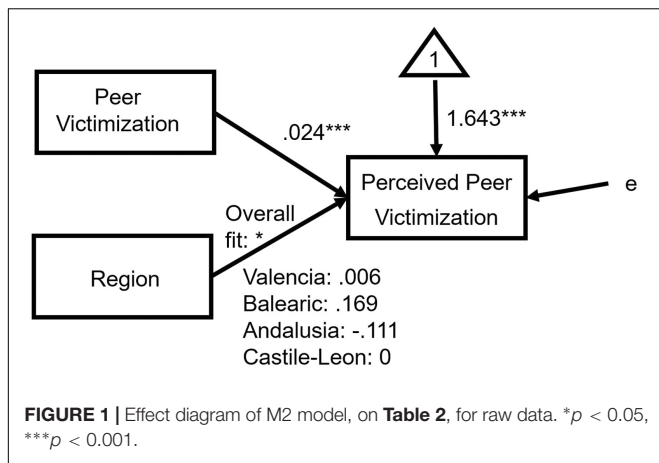 1
Peer
Victimization
.024***
1.643***
Perceived Peer
Victimization
e
Overall
fit: *
Region
Valencia: .006
Balearic: .169
Andalusia: -.111
Castile-Leon: 0
FIGURE 1 | Effect diagram of M2 model, on Table 2, for raw data. *p < 0.05,
***p < 0.001.